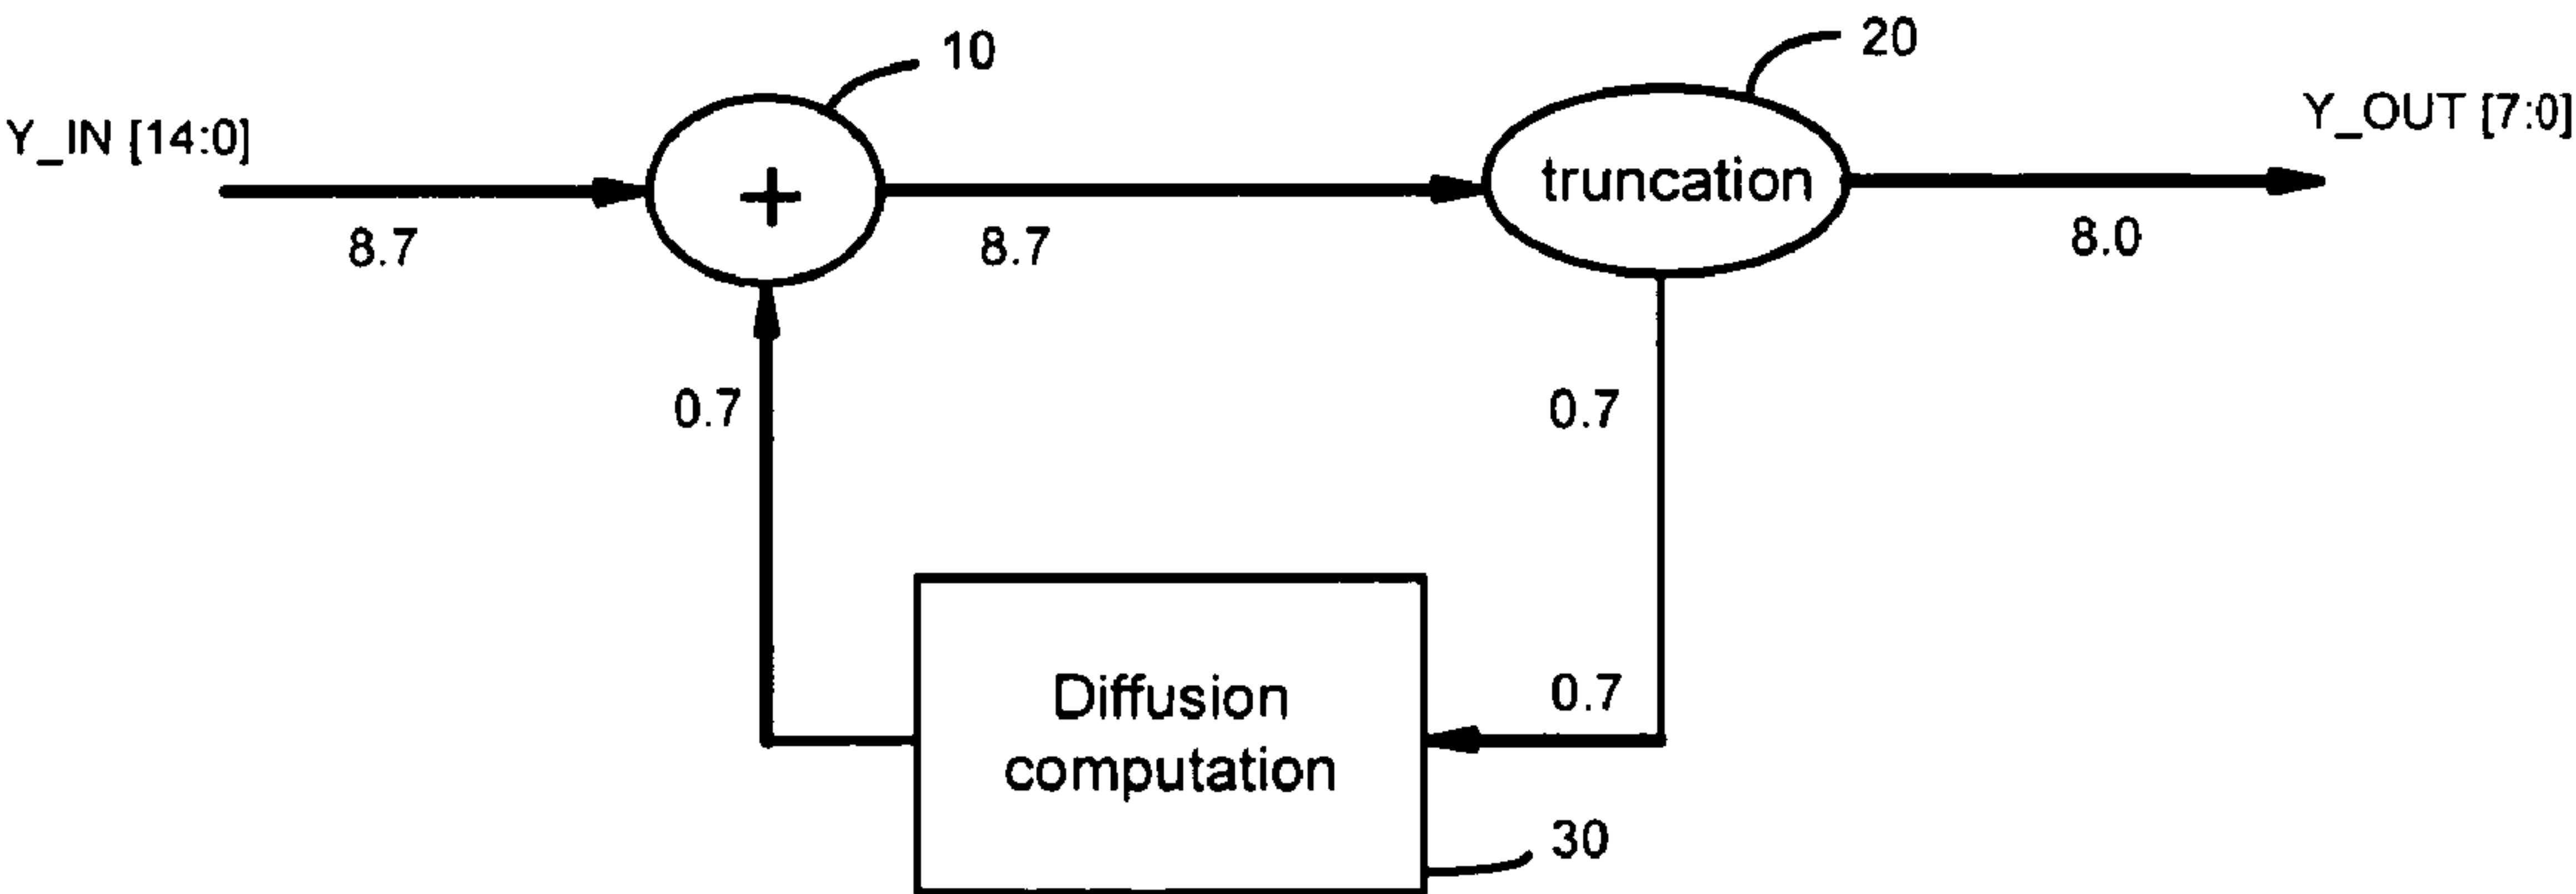 10
20
Y_IN [14:0]
Y_OUT [7:0]
+
truncation
8.7
8.7
8.0
0.7
0.7
Diffusion
computation
0.7
30